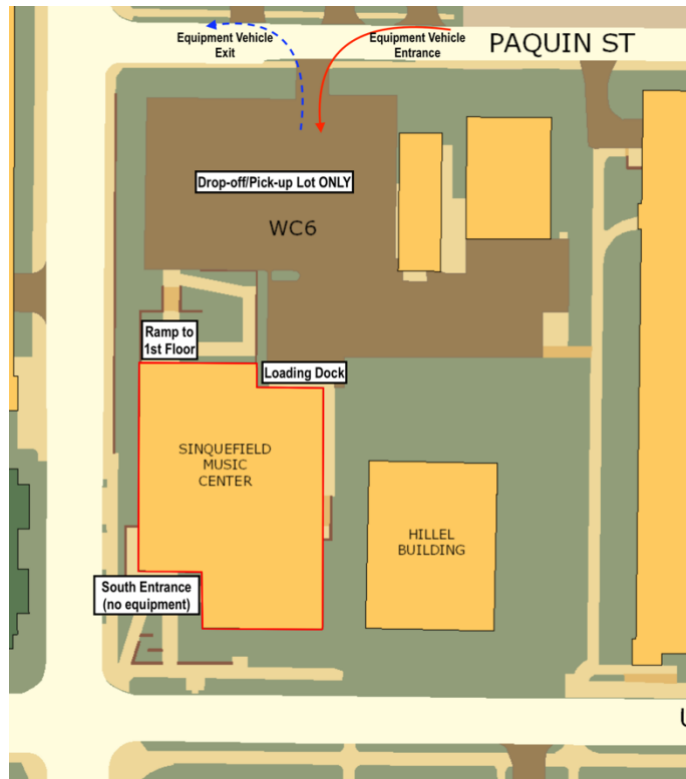 Equipment Vehicle
Exit
Equipment Vehicle
Entrance
PAQUIN ST
Drop-off/Pick-up Lot ONLY
WC6
Ramp to
1st Floor
Loading Dock
SINQUEFIELD
MUSIC
CENTER
HILLEL
BUILDING
South Entrance
(no equipment)
U